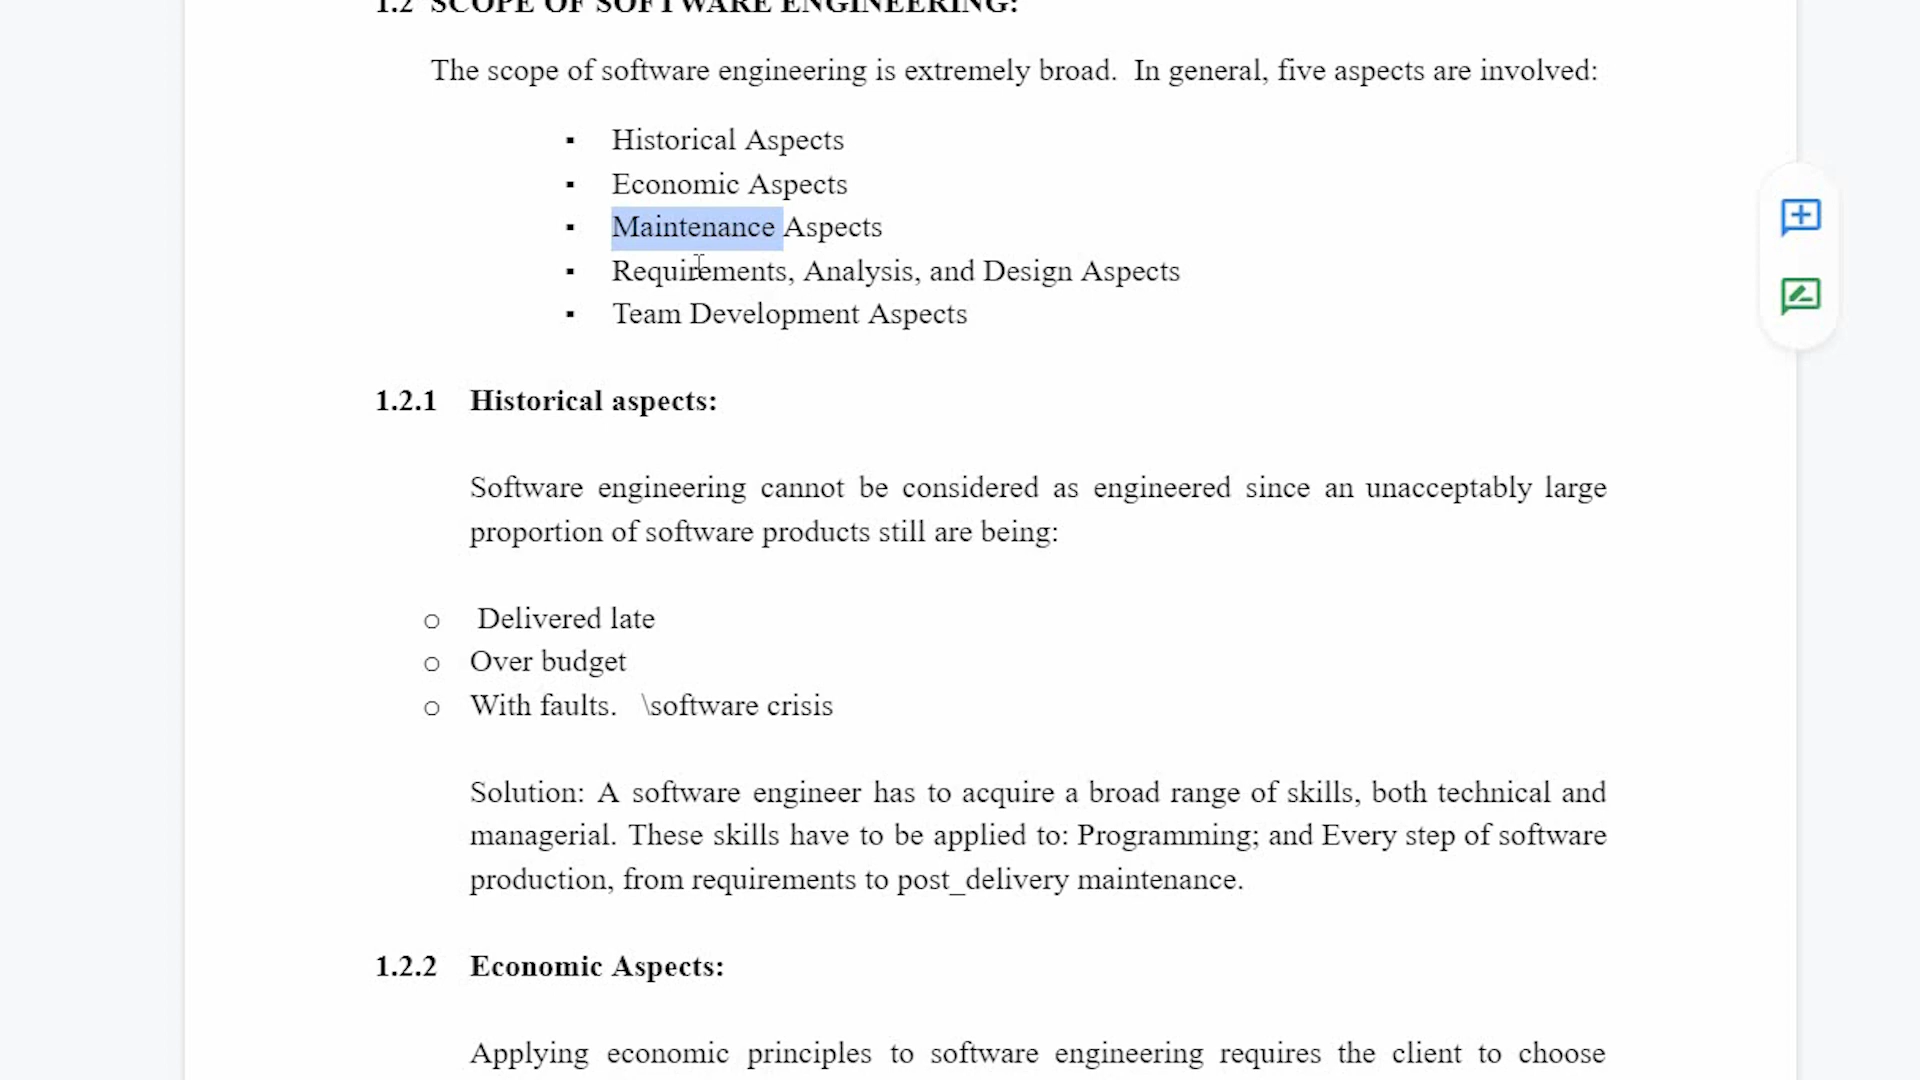 1.2 SCOPE OF SOFTWARE ENGINEERING:
The scope of software engineering is extremely broad. In general, five aspects are involved:
▪ Historical Aspects
▪ Economic Aspects
▪ Maintenance Aspects
▪ Requirements, Analysis, and Design Aspects
▪ Team Development Aspects
1.2.1 Historical aspects:
Software engineering cannot be considered as engineered since an unacceptably large
proportion of software products still are being:
o Delivered late
o Over budget
o With faults. \software crisis
Solution: A software engineer has to acquire a broad range of skills, both technical and
managerial. These skills have to be applied to: Programming; and Every step of software
production, from requirements to post_delivery maintenance.
1.2.2 Economic Aspects:
Applying economic principles to software engineering requires the client to choose